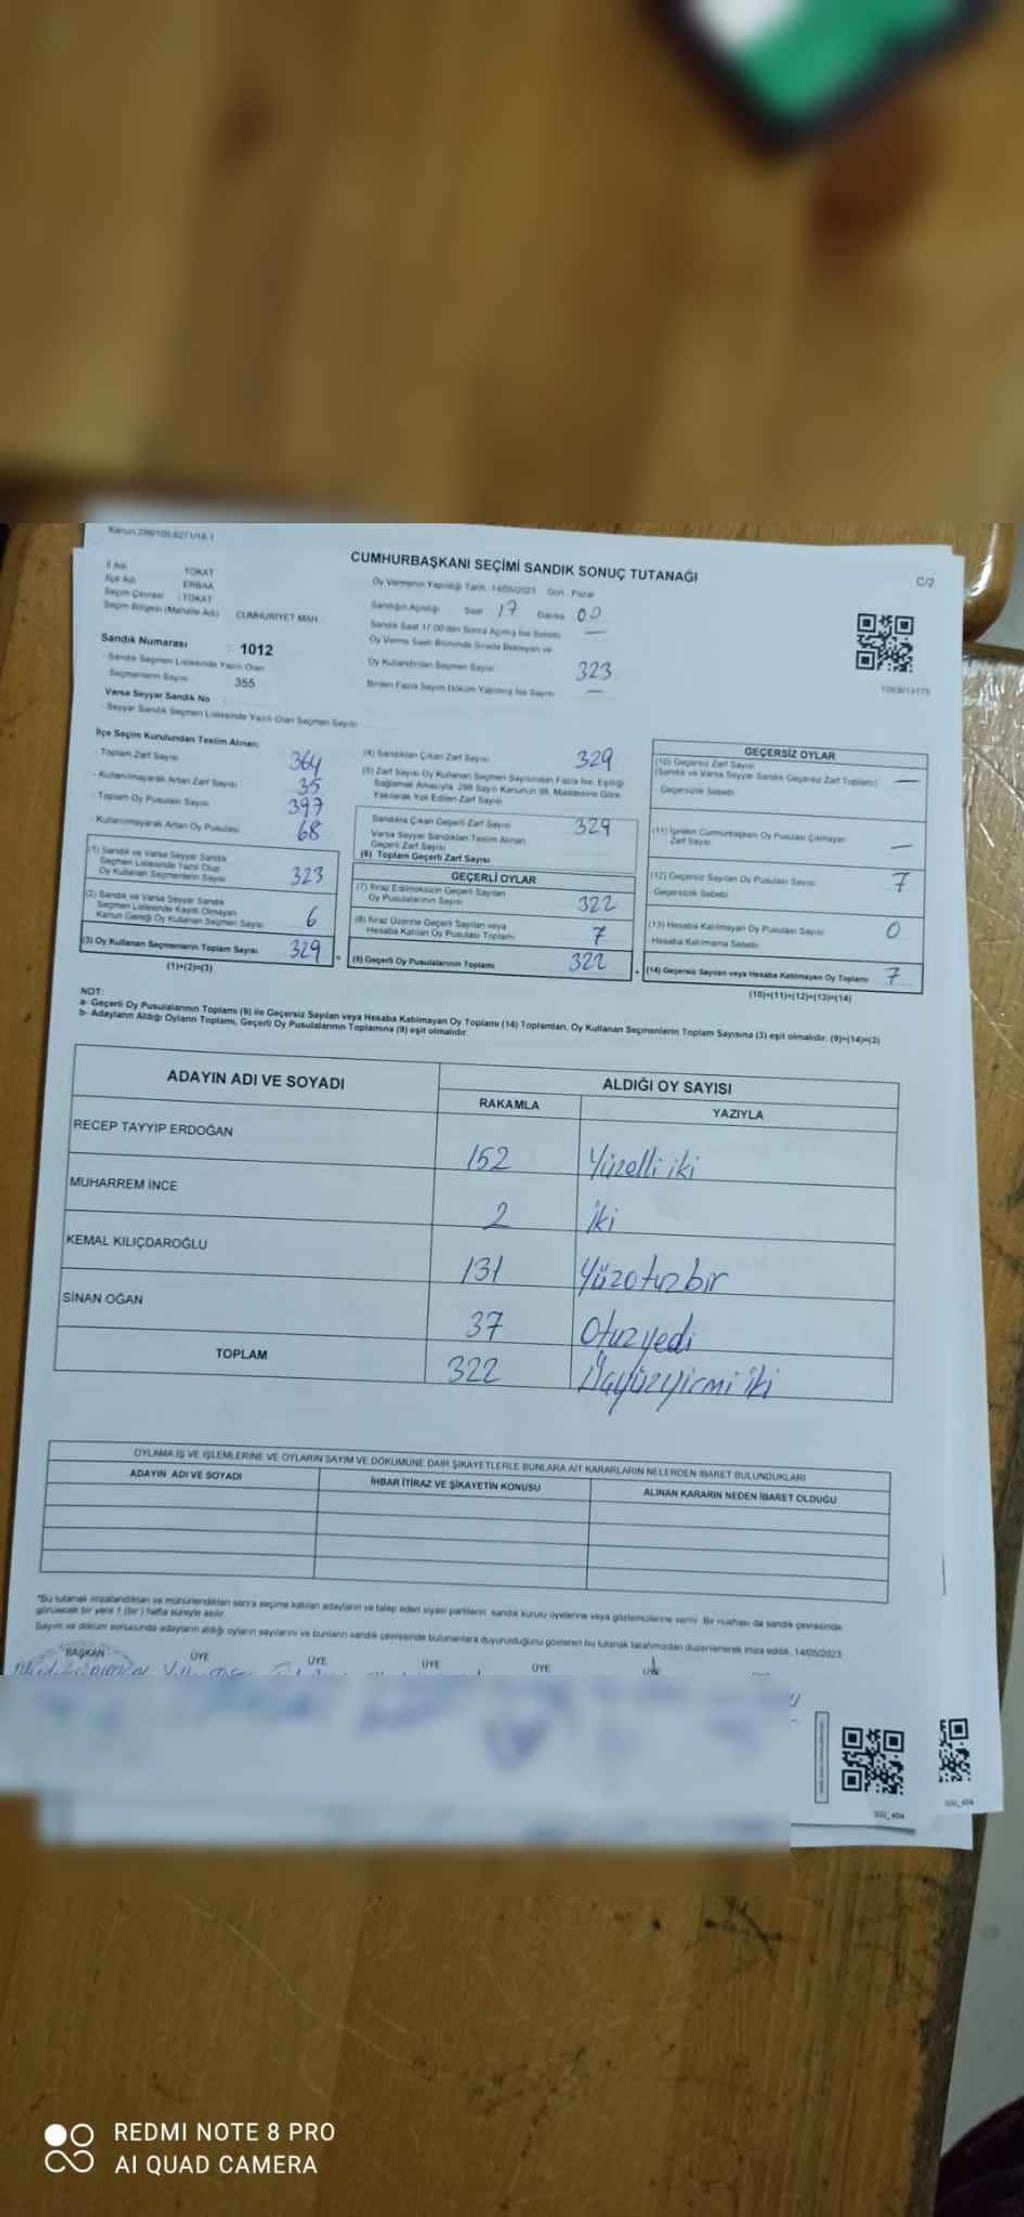 CUMHURBAŞKANI SEÇİMİ SANDIK SONUÇ TUTANAĞI
C/2
İl Adı TOKAT
İlçe Adı ERBAA
Seçim Çevresi : TOKAT
Seçim Bölgesi (Mahalle Adı) CUMHURİYET MAH.
Sandık Numarası : 1012
Sandık Seçmen Listesinde Yazılı Olan
Seçmenlerin Sayısı 355
Varsa Seyyar Sandık No
Seyyar Sandık Seçmen Listesinde Yazılı Olan Seçmen Sayısı
Oy Vermenin Yapıldığı Tarih : 14/05/2023 Gün : Pazar
Sandığın Açıldığı Saat 17 Dakika 00
Sandık Saat 17:00'den Sonra Açılmış İse Sebebi —
Oy Verme Saati Bitiminde Sırada Bekleyen ve
Oy Kullandırılan Seçmen Sayısı 323
Birden Fazla Sayım Döküm Yapılmış İse Sayısı —
İlçe Seçim Kurulundan Teslim Alınan;
- Toplam Zarf Sayısı 364
- Kullanılmayarak Artan Zarf Sayısı 35
- Toplam Oy Pusulası Sayısı 397
- Kullanılmayarak Artan Oy Pusulası 68
(1) Sandık ve Varsa Seyyar Sandık
Seçmen Listesinde Yazılı Olup
Oy Kullanan Seçmenlerin Sayısı 323
(2) Sandık ve Varsa Seyyar Sandık
Seçmen Listesinde Kayıtlı Olmayan
Kanun Gereği Oy Kullanan Seçmen Sayısı 6
(3) Oy Kullanan Seçmenlerin Toplam Sayısı 329
(1)+(2)=(3)
(4) Sandıktan Çıkan Zarf Sayısı 329
(5) Zarf Sayısı Oy Kullanan Seçmen Sayısından Fazla İse, Eşitliği
Sağlamak Amacıyla, 298 Sayılı Kanunun 98. Maddesine Göre
Yakılarak Yok Edilen Zarf Sayısı
Sandıkta Çıkan Geçerli Zarf Sayısı 329
Varsa Seyyar Sandıktan Teslim Alınan
Geçerli Zarf Sayısı
(6) Toplam Geçerli Zarf Sayısı
GEÇERLİ OYLAR
(7) İtiraz Edilmeksizin Geçerli Sayılan
Oy Pusulalarının Sayısı 322
(8) İtiraz Üzerine Geçerli Sayılan veya
Hesaba Katılan Oy Pusulası Toplamı 7
(9) Geçerli Oy Pusulalarının Toplamı 322
GEÇERSİZ OYLAR
(10) Geçersiz Zarf Sayısı
(Sandık ve Varsa Seyyar Sandık Geçersiz Zarf Toplamı) —
Geçersizlik Sebebi
(11) İçinden Cumhurbaşkanı Oy Pusulası Çıkmayan
Zarf Sayısı —
(12) Geçersiz Sayılan Oy Pusulası Sayısı 7
Geçersizlik Sebebi
(13) Hesaba Katılmayan Oy Pusulası Sayısı 0
Hesaba Katılmama Sebebi
(14) Geçersiz Sayılan veya Hesaba Katılmayan Oy Toplamı 7
(10)+(11)+(12)+(13)=(14)
NOT:
a- Geçerli Oy Pusulalarının Toplamı (9) ile Geçersiz Sayılan veya Hesaba Katılmayan Oy Toplamı (14) Toplamları, Oy Kullanan Seçmenlerin Toplam Sayısına (3) eşit olmalıdır. (9)+(14)=(3)
b- Adayların Aldığı Oyların Toplamı, Geçerli Oy Pusulalarının Toplamına (9) eşit olmalıdır.
ADAYIN ADI VE SOYADI ALDIĞI OY SAYISI
RAKAMLA YAZIYLA
RECEP TAYYİP ERDOĞAN 152 Yüzelli iki
MUHARREM İNCE 2 İki
KEMAL KILIÇDAROĞLU 131 Yüzotuzbir
SİNAN OĞAN 37 Otuzyedi
TOPLAM 322 Üçyüzyirmi iki
OYLAMA İŞ VE İŞLEMLERİNE VE OYLARIN SAYIM VE DÖKÜMÜNE DAİR ŞİKAYETLERLE BUNLARA AİT KARARLARIN NELERDEN İBARET BULUNDUKLARI
ADAYIN ADI VE SOYADI İHBAR İTİRAZ VE ŞİKAYETİN KONUSU ALINAN KARARIN NEDEN İBARET OLDUĞU
"Bu tutanak imzalandıktan ve mühürlendikten sonra seçime katılan adayların ve talep eden siyasi partilerin sandık kurulu üyelerine veya gözlemcilerine verilir. Bir nüshası da sandık çevresinde
görülecek bir yere 1 (bir) hafta süreyle asılır.
Sayım ve döküm sonucunda adayların aldığı oyların sayılarını ve bunların sandık çevresinde bulunanlara duyurulduğunu gösteren bu tutanak tarafımızdan düzenlenerek imza edildi. 14/05/2023
BAŞKAN ÜYE ÜYE ÜYE ÜYE ÜYE
REDMI NOTE 8 PRO
AI QUAD CAMERA